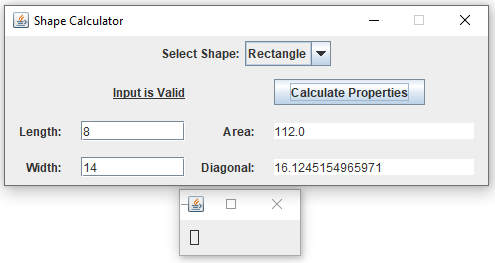 Shape Calculator
Select Shape: Rectangle
Input is Valid Calculate Properties
Length: 8 Area: 112.0
Width: 14 Diagonal: 16.1245154965971